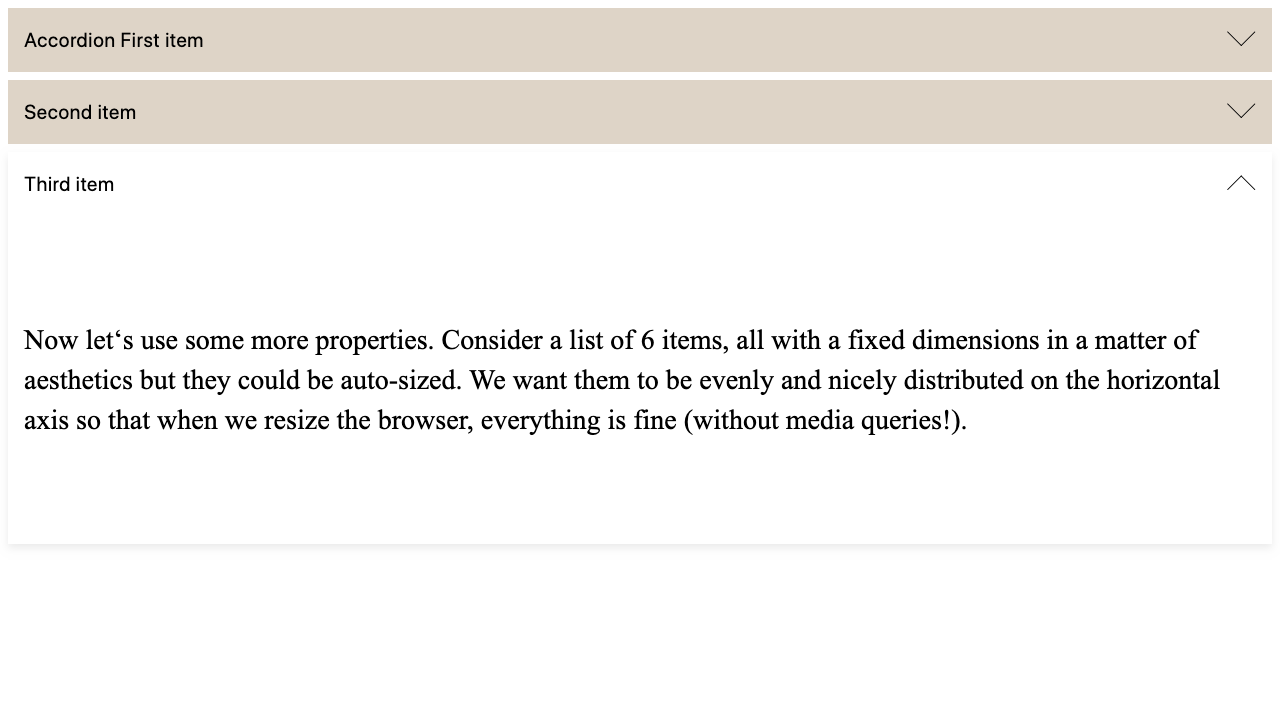 Accordion First item
Second item
Third item
Now let‘s use some more properties. Consider a list of 6 items, all with a fixed dimensions in a matter of
aesthetics but they could be auto-sized. We want them to be evenly and nicely distributed on the horizontal
axis so that when we resize the browser, everything is fine (without media queries!).